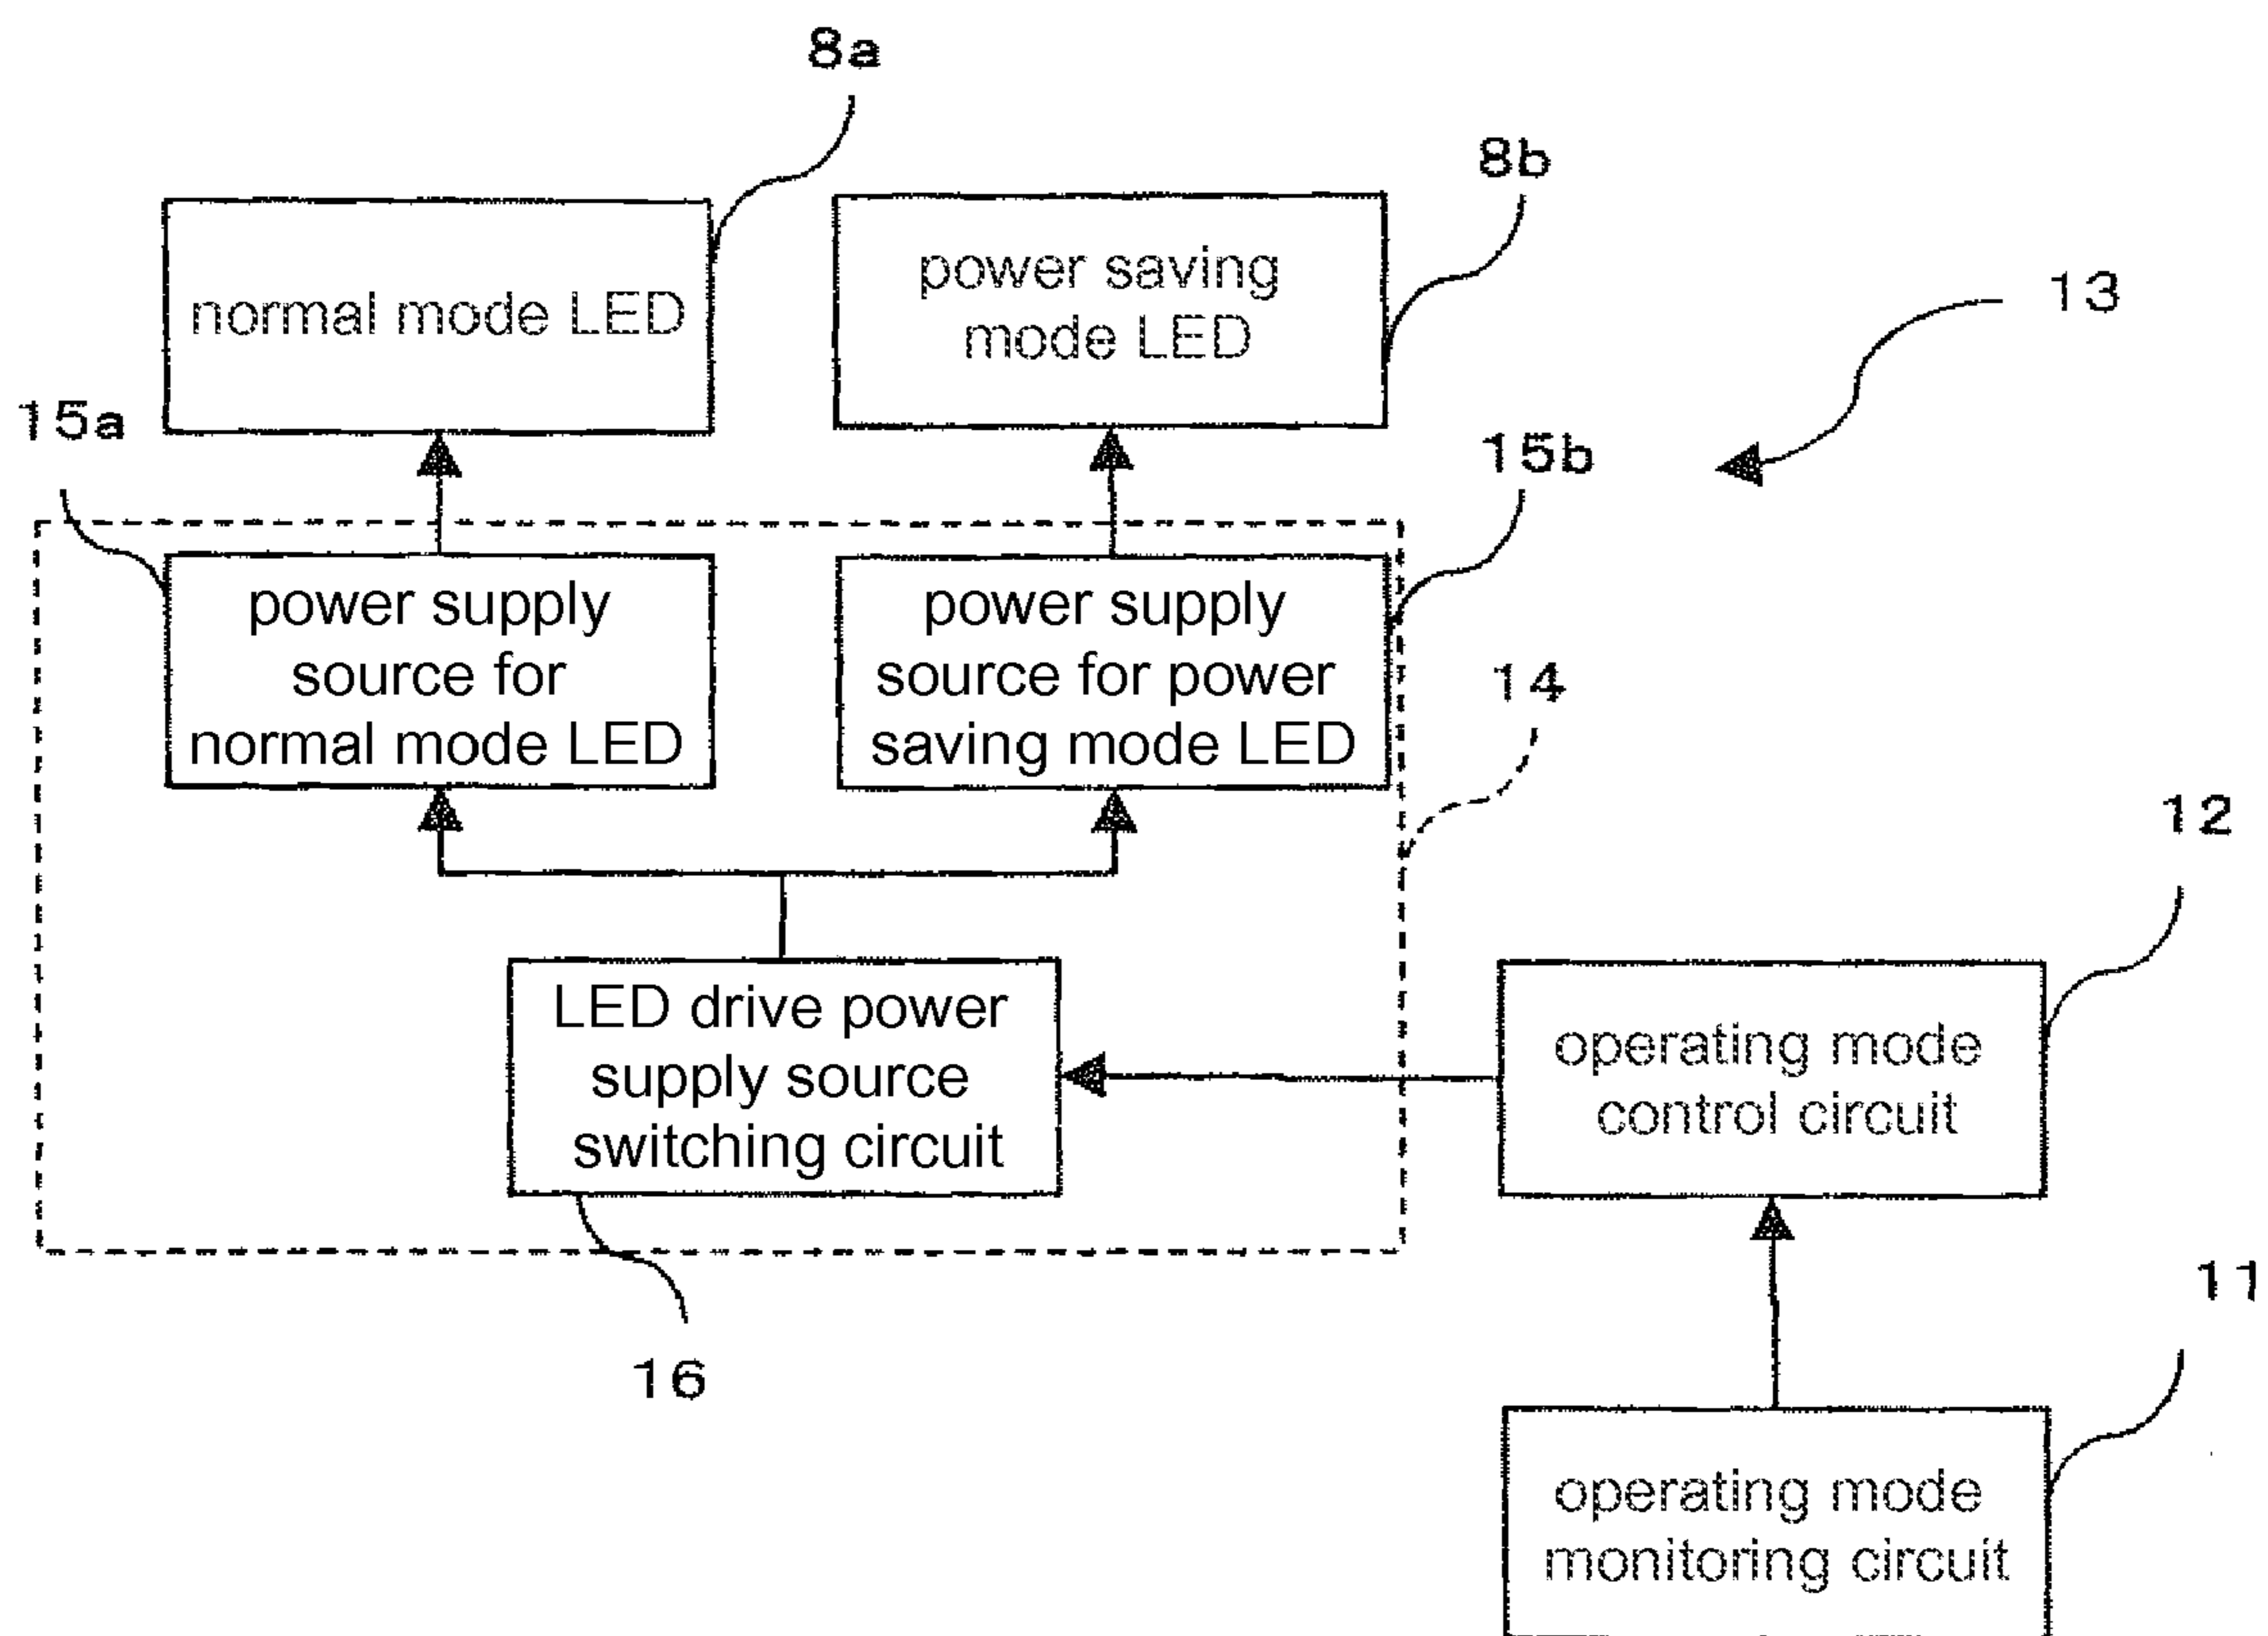 8a
8b
normal mode LED
power saving
mode LED
13
15a
15b
power supply
source for
normal mode LED
power supply
source for power
saving mode LED
14
12
LED drive power
supply source
switching circuit
operating mode
control circuit
16
11
operating mode
monitoring circuit